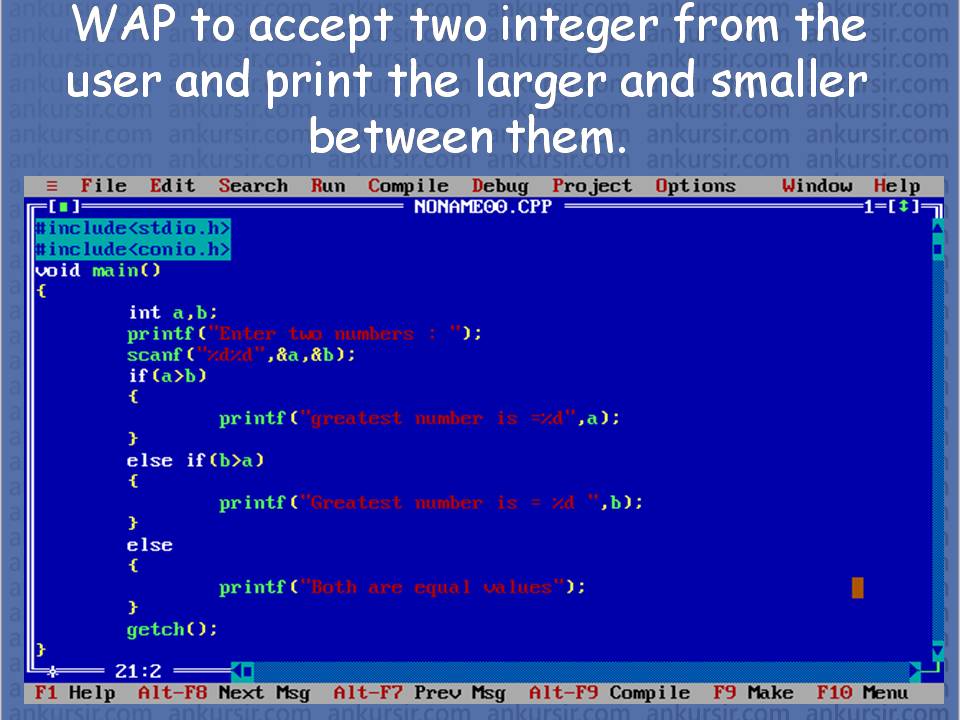 WAP to accept two integer from the
user and print the larger and smaller
between them.
≡ File Edit Search Run Compile Debug Project Options Window Help
[■] NONAME00.CPP 1=[↕]
#include<stdio.h>
#include<conio.h>
void main()
{
int a,b;
printf("Enter two numbers : ");
scanf("%d%d",&a,&b);
if(a>b)
{
printf("greatest number is =%d",a);
}
else if(b>a)
{
printf("Greatest number is = %d ",b);
}
else
{
printf("Both are equal values");
}
getch();
}
21:2
F1 Help Alt-F8 Next Msg Alt-F7 Prev Msg Alt-F9 Compile F9 Make F10 Menu
ankursir.com